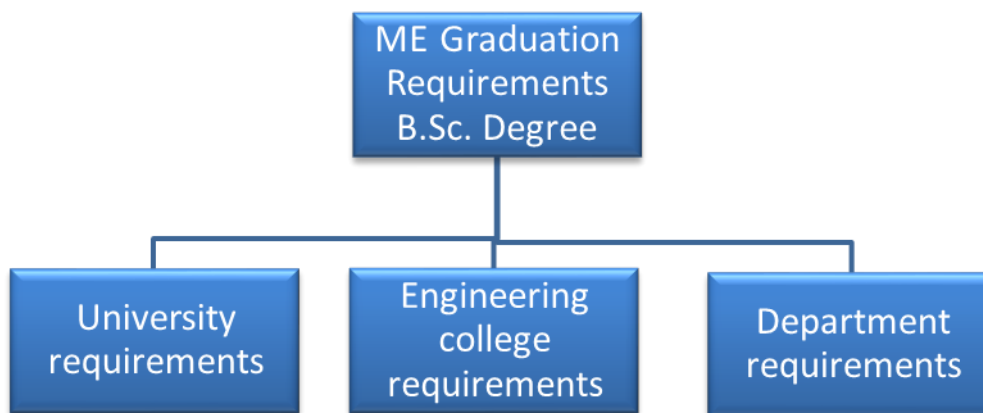 ME Graduation
Requirements
B.Sc. Degree
University
requirements
Engineering
college
requirements
Department
requirements